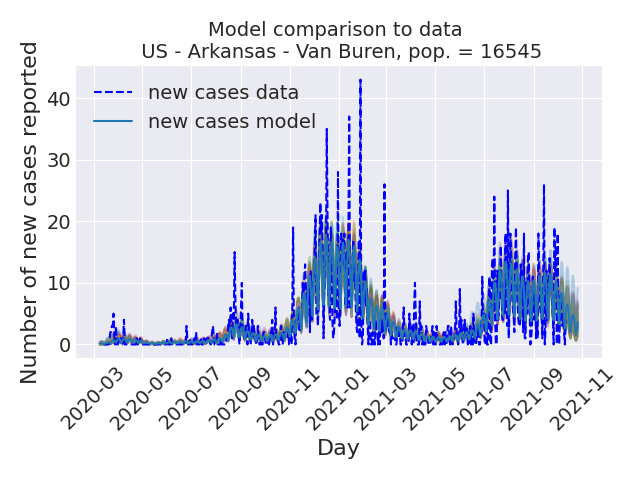 Model comparison to data
US - Arkansas - Van Buren, pop. = 16545
Number of new cases reported
40
30
20
10
0
new cases data
new cases model
2020-03
2020-05
2020-07
2020-09
2020-11
2021-01
2021-03
2021-05
2021-07
2021-09
2021-11
Day